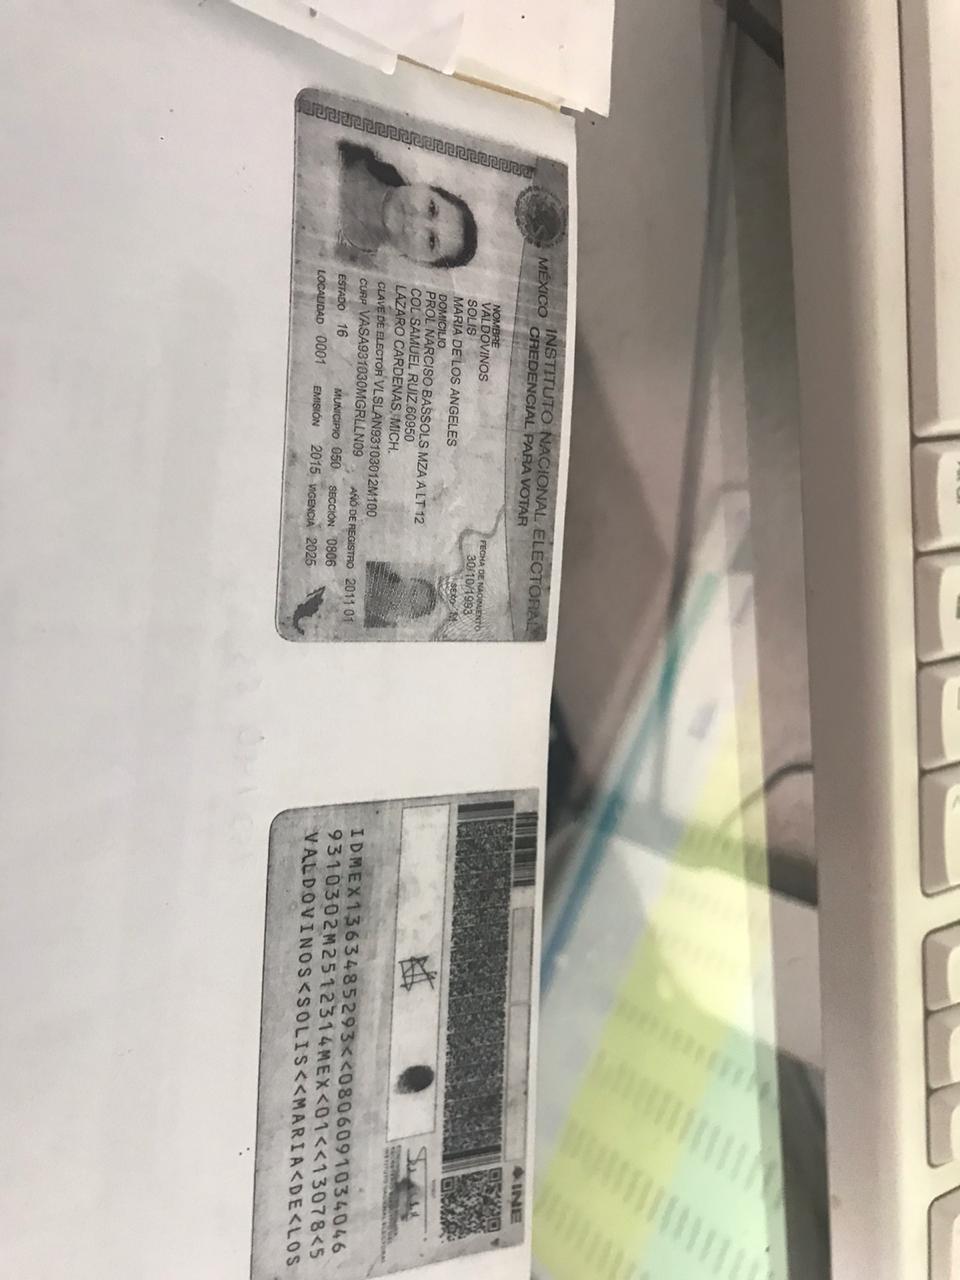 MÉXICO INSTITUTO NACIONAL ELECTORAL
CREDENCIAL PARA VOTAR
NOMBRE
VALDOVINOS
SOLIS
MARIA DE LOS ANGELES
FECHA DE NACIMIENTO
30/10/1993
SEXO M
DOMICILIO
PROL NARCISO BASSOLS MZA A LT 12
COL SAMUEL RUIZ 60950
LAZARO CARDENAS, MICH.
CLAVE DE ELECTOR VLSLAN93103012M100
CURP VASA931030MGRLLN09 AÑO DE REGISTRO 2011 01
ESTADO 16 MUNICIPIO 050 SECCIÓN 0806
LOCALIDAD 0001 EMISIÓN 2015 VIGENCIA 2025
INE
IDMEX1363485293<<0806091034046
9310302M2512314MEX<01<<13078<5
VALDOVINOS<SOLIS<<MARIA<DE<LOS